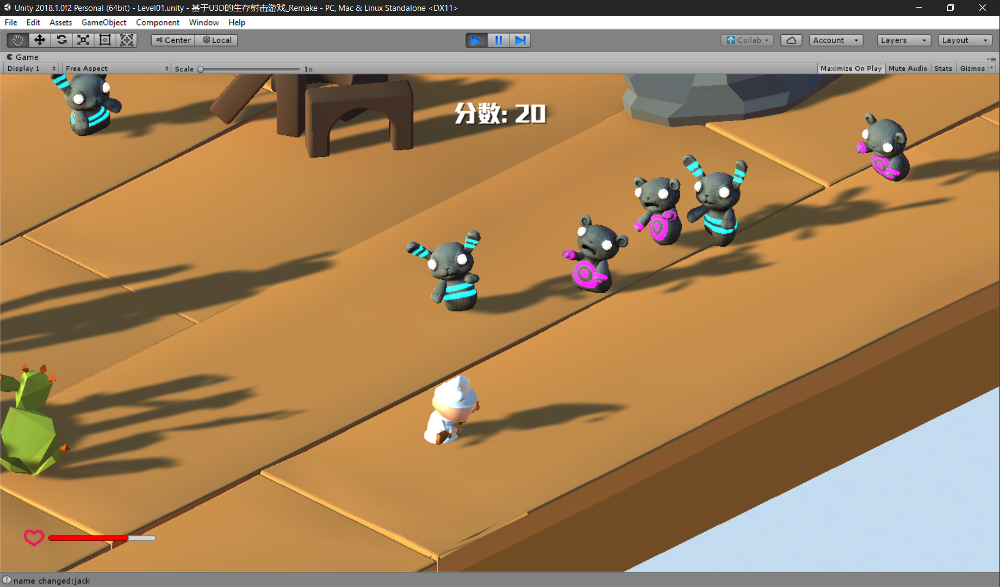 Unity 2018.1.0f2 Personal (64bit) - Level01.unity - 基于U3D的生存射击游戏_Remake - PC, Mac & Linux Standalone <DX11>
File Edit Assets GameObject Component Window Help
Center Local Collab Account Layers Layout
Game
Display 1 Free Aspect Scale 1x Maximize On Play Mute Audio Stats Gizmos
分数: 20
name changed:jack